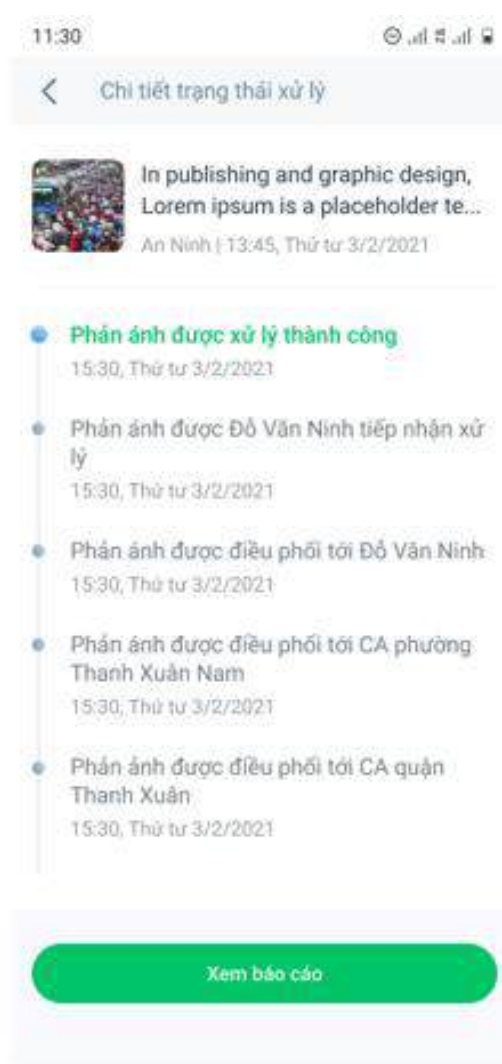 11:30
Chi tiết trạng thái xử lý
In publishing and graphic design,
Lorem ipsum is a placeholder te...
An Ninh | 13:45, Thứ tư 3/2/2021
Phản ánh được xử lý thành công
15:30, Thứ tư 3/2/2021
Phản ánh được Đỗ Văn Ninh tiếp nhận xử
lý
15:30, Thứ tư 3/2/2021
Phản ánh được điều phối tới Đỗ Văn Ninh
15:30, Thứ tư 3/2/2021
Phản ánh được điều phối tới CA phường
Thanh Xuân Nam
15:30, Thứ tư 3/2/2021
Phản ánh được điều phối tới CA quận
Thanh Xuân
15:30, Thứ tư 3/2/2021
Xem báo cáo